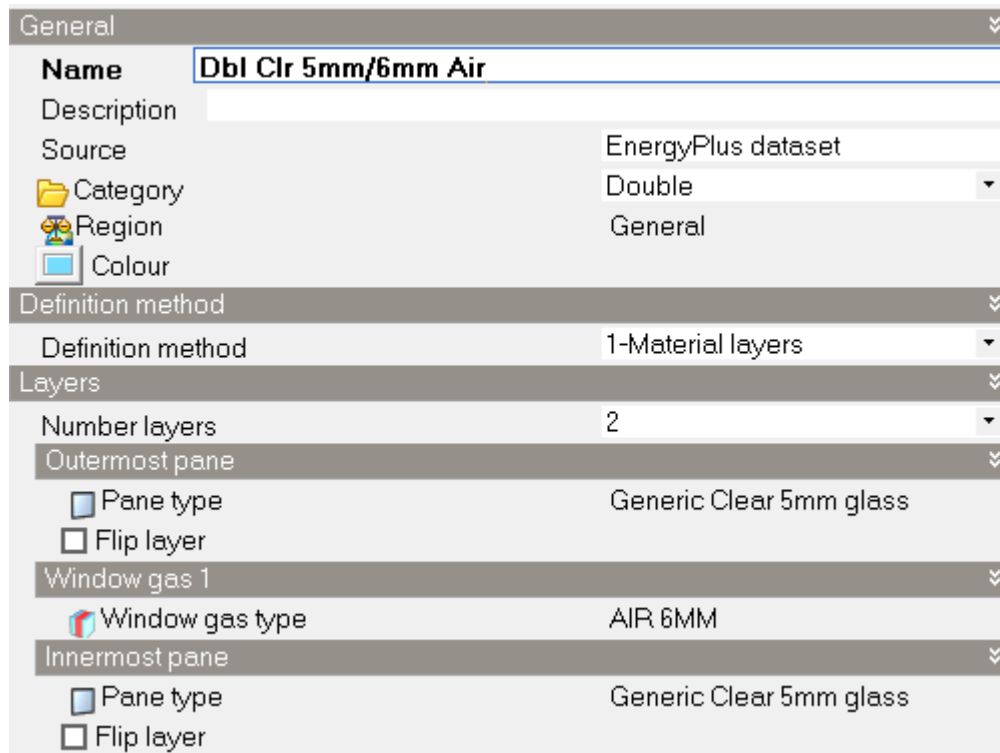 General
Name Dbl Clr 5mm/6mm Air
Description
Source EnergyPlus dataset
Category Double
Region General
Colour
Definition method
Definition method 1-Material layers
Layers
Number layers 2
Outermost pane
Pane type Generic Clear 5mm glass
Flip layer
Window gas 1
Window gas type AIR 6MM
Innermost pane
Pane type Generic Clear 5mm glass
Flip layer